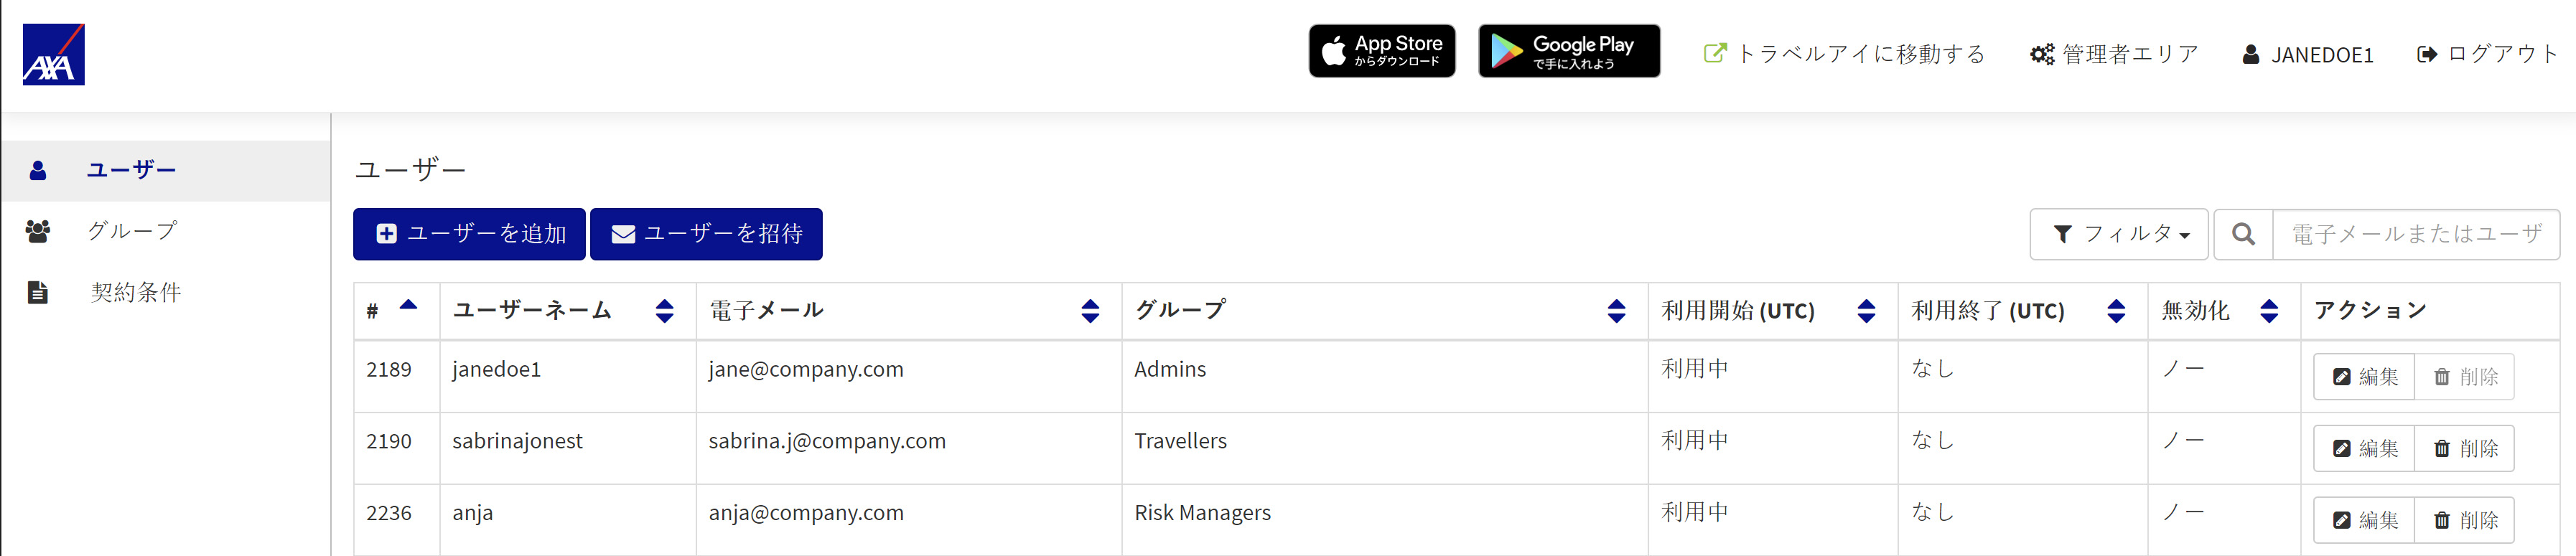 AXA
App Store
からダウンロード
Google Play
で手に入れよう
トラベルアイに移動する
管理者エリア
JANEDOE1
ログアウト
ユーザー
グループ
契約条件
ユーザー
ユーザーを追加
ユーザーを招待
フィルタ
電子メールまたはユーザ
# ユーザーネーム 電子メール グループ 利用開始 (UTC) 利用終了 (UTC) 無効化 アクション
2189 janedoe1 jane@company.com Admins 利用中 なし ノー 編集 削除
2190 sabrinajonest sabrina.j@company.com Travellers 利用中 なし ノー 編集 削除
2236 anja anja@company.com Risk Managers 利用中 なし ノー 編集 削除